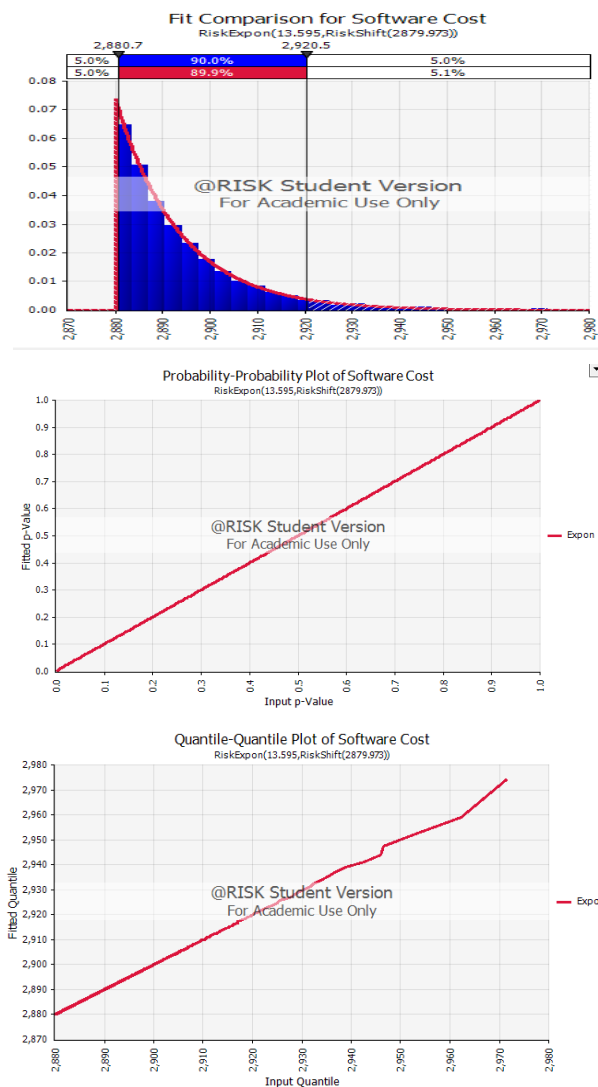 Fit Comparison for Software Cost
RiskExpon(13.595,RiskShift(2879.973))
2,880.7 2,920.5
5.0% 90.0% 5.0%
5.0% 89.9% 5.1%
0.08
0.07
0.06
0.05
0.04
0.03
0.02
0.01
0.00
@RISK Student Version
For Academic Use Only
2,870 2,880 2,890 2,900 2,910 2,920 2,930 2,940 2,950 2,960 2,970 2,980
Probability-Probability Plot of Software Cost
RiskExpon(13.595,RiskShift(2879.973))
Fitted p-Value
1.0
0.9
0.8
0.7
0.6
0.5
0.4
0.3
0.2
0.1
0.0
@RISK Student Version
For Academic Use Only
Expon
0.0 0.1 0.2 0.3 0.4 0.5 0.6 0.7 0.8 0.9 1.0
Input p-Value
Quantile-Quantile Plot of Software Cost
RiskExpon(13.595,RiskShift(2879.973))
Fitted Quantile
2,980
2,970
2,960
2,950
2,940
2,930
2,920
2,910
2,900
2,890
2,880
2,870
@RISK Student Version
For Academic Use Only
Expo
2,880 2,890 2,900 2,910 2,920 2,930 2,940 2,950 2,960 2,970 2,980
Input Quantile